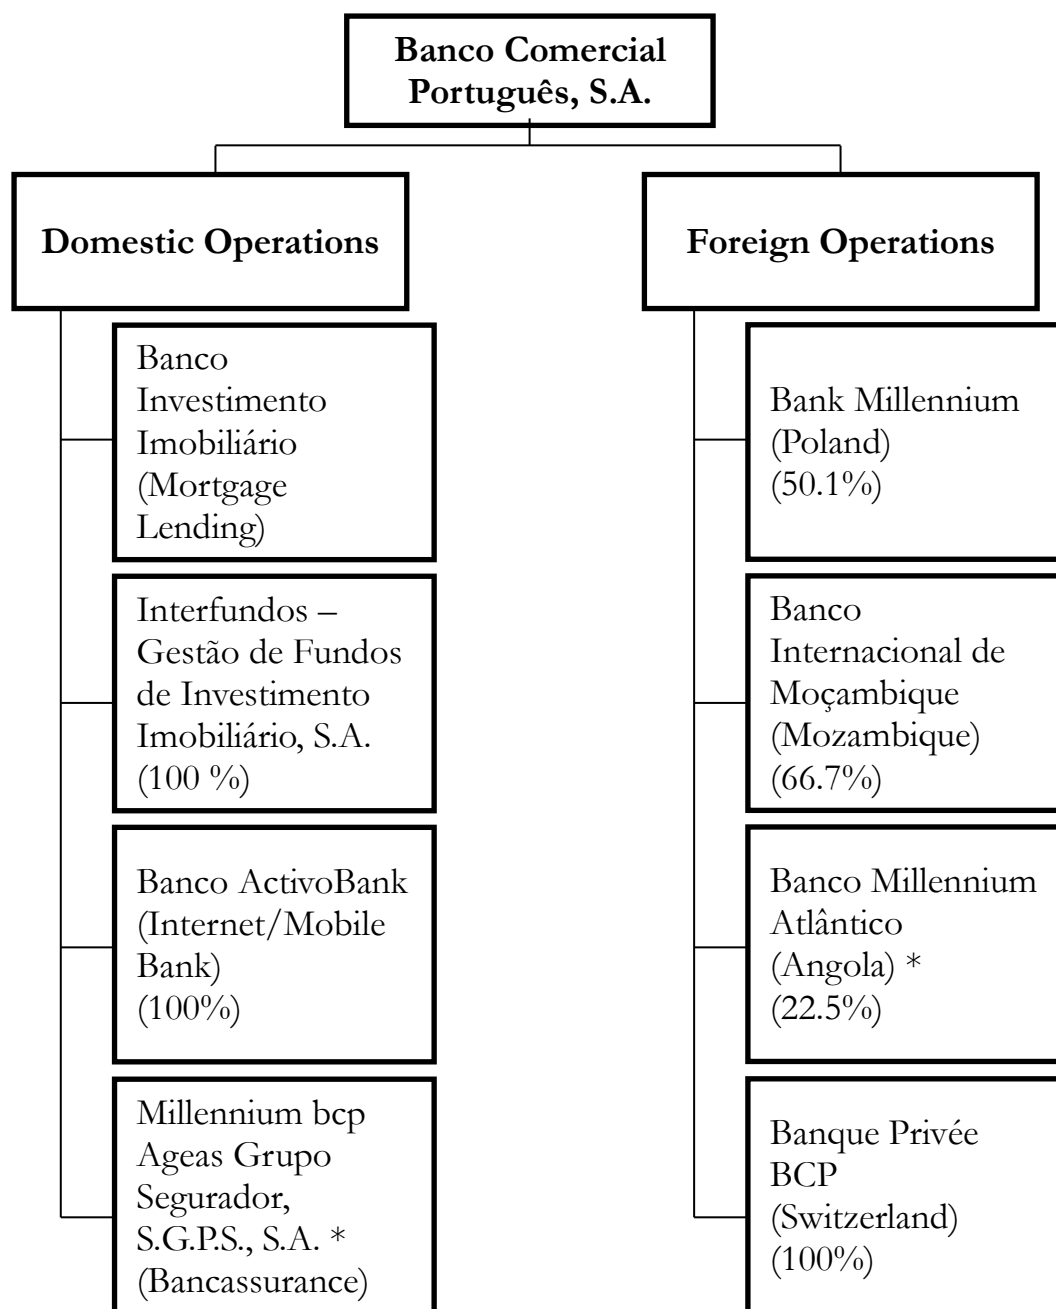 Banco Comercial
Português, S.A.
Domestic Operations
Foreign Operations
Banco
Investimento
Imobiliário
(Mortgage
Lending)
Interfundos –
Gestão de Fundos
de Investimento
Imobiliário, S.A.
(100 %)
Banco ActivoBank
(Internet/Mobile
Bank)
(100%)
Millennium bcp
Ageas Grupo
Segurador,
S.G.P.S., S.A. *
(Bancassurance)
Bank Millennium
(Poland)
(50.1%)
Banco
Internacional de
Moçambique
(Mozambique)
(66.7%)
Banco Millennium
Atlântico
(Angola) *
(22.5%)
Banque Privée
BCP
(Switzerland)
(100%)